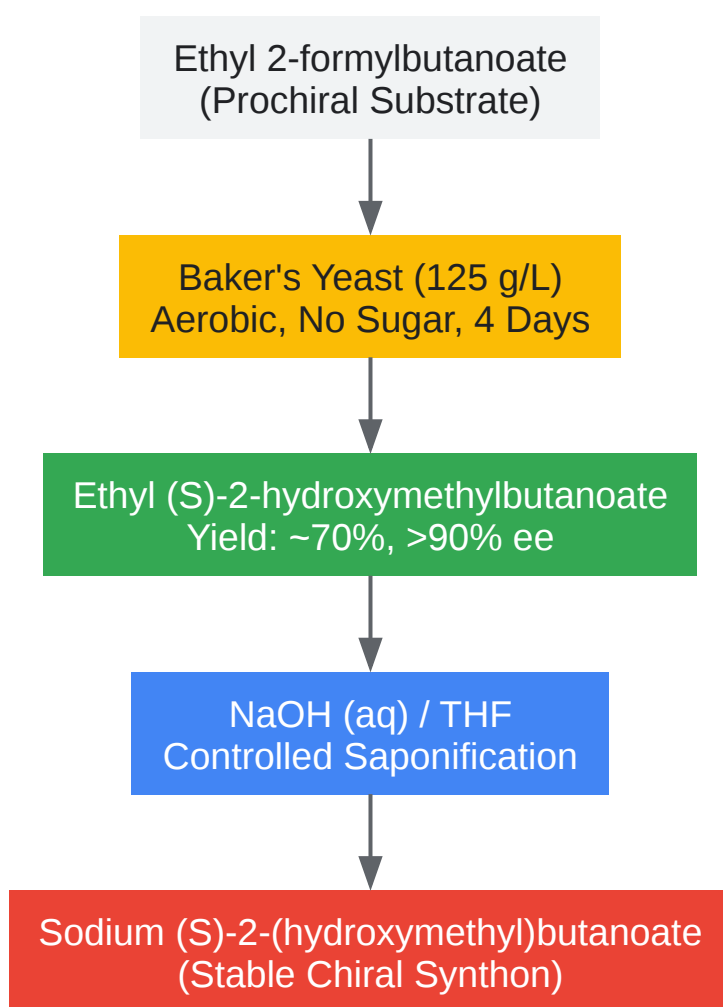 Ethyl 2-formylbutanoate
(Prochiral Substrate)
Baker's Yeast (125 g/L)
Aerobic, No Sugar, 4 Days
Ethyl (S)-2-hydroxymethylbutanoate
Yield: ~70%, >90% ee
NaOH (aq) / THF
Controlled Saponification
Sodium (S)-2-(hydroxymethyl)butanoate
(Stable Chiral Synthon)